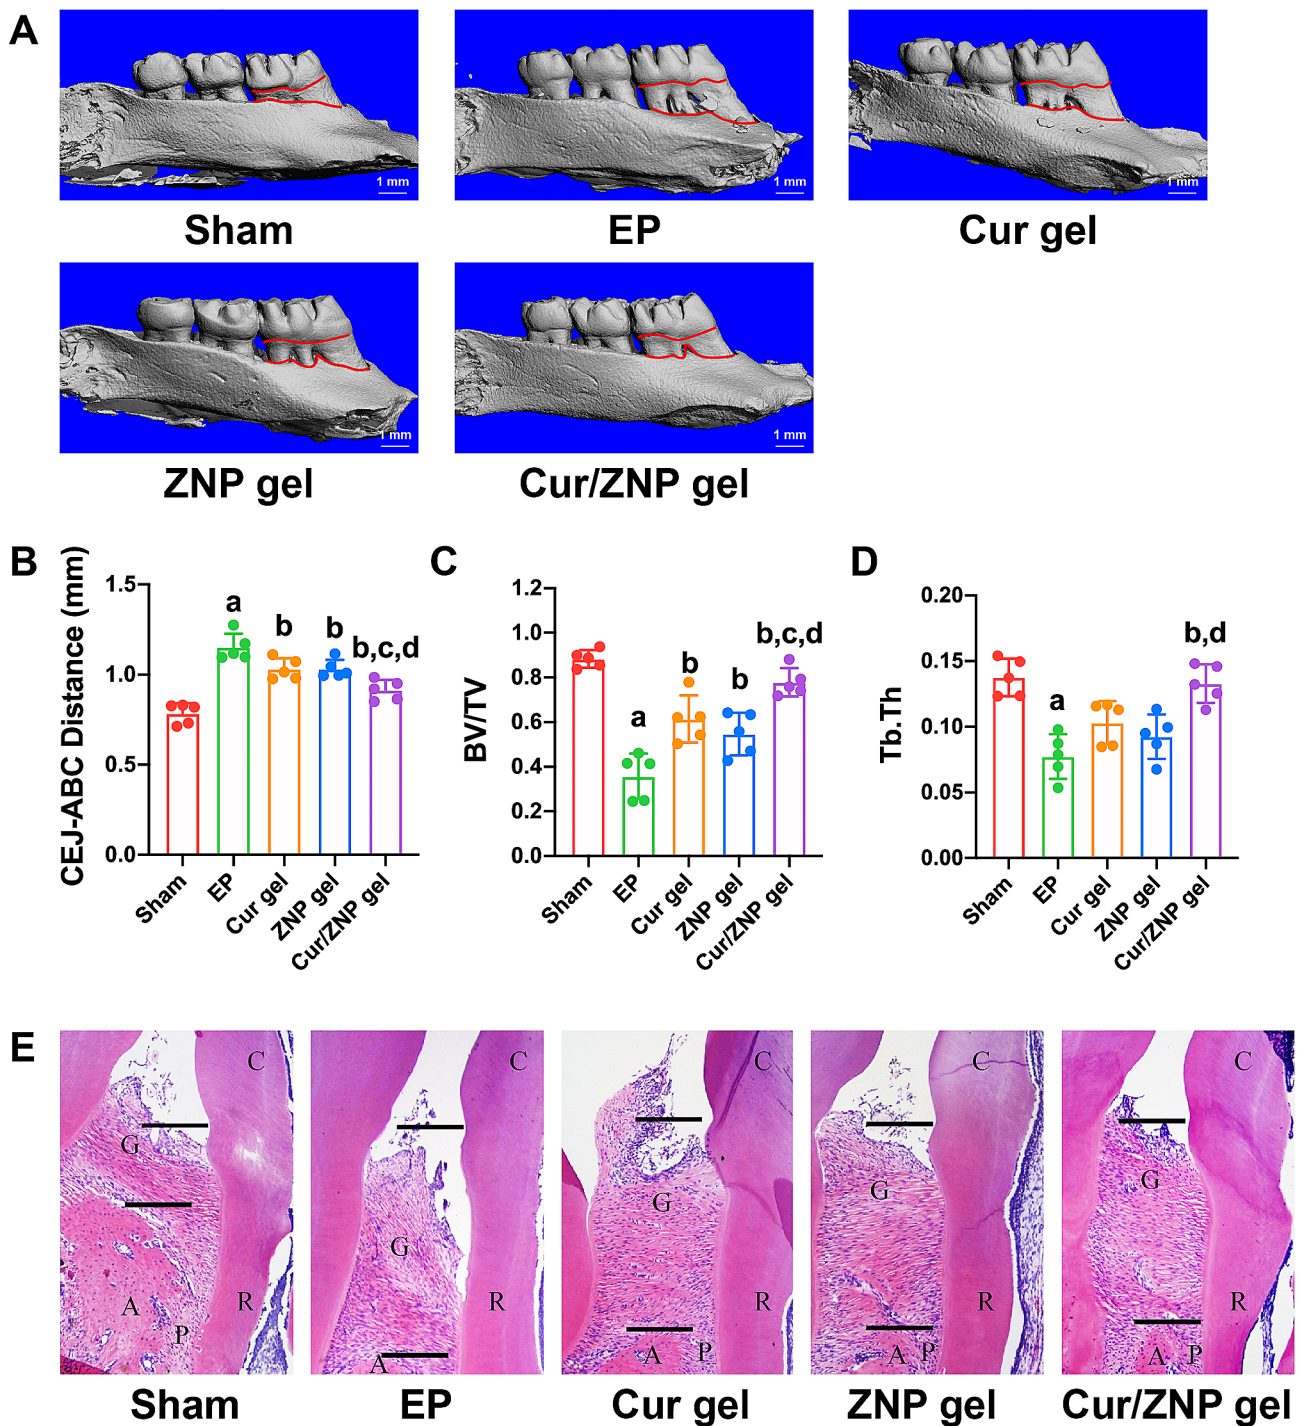 A
1 mm
1 mm
1 mm
Sham
EP
Cur gel
1 mm
1 mm
ZNP gel
Cur/ZNP gel
B
CEJ-ABC Distance (mm)
1.5
1.0
0.5
0.0
a
b
b
b,c,d
Sham
EP
Cur gel
ZNP gel
Cur/ZNP gel
C
BV/TV
1.2
1.0
0.8
0.6
0.4
0.2
0.0
a
b
b
b,c,d
Sham
EP
Cur gel
ZNP gel
Cur/ZNP gel
D
Tb.Th
0.20
0.15
0.10
0.05
0.00
a
b,d
Sham
EP
Cur gel
ZNP gel
Cur/ZNP gel
E
C
G
A
P
R
C
G
A
R
C
G
A
P
R
C
G
A
P
R
C
G
A
P
R
Sham
EP
Cur gel
ZNP gel
Cur/ZNP gel